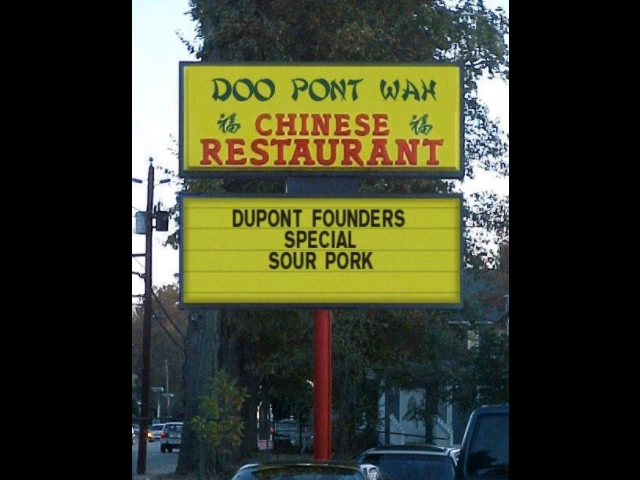 DOO PONT WAH
福 CHINESE 福
RESTAURANT
DUPONT FOUNDERS
SPECIAL
SOUR PORK